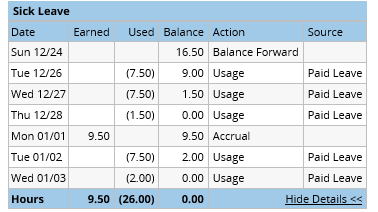 Sick Leave
Date Earned Used Balance Action Source
Sun 12/24 16.50 Balance Forward
Tue 12/26 (7.50) 9.00 Usage Paid Leave
Wed 12/27 (7.50) 1.50 Usage Paid Leave
Thu 12/28 (1.50) 0.00 Usage Paid Leave
Mon 01/01 9.50 9.50 Accrual
Tue 01/02 (7.50) 2.00 Usage Paid Leave
Wed 01/03 (2.00) 0.00 Usage Paid Leave
Hours 9.50 (26.00) 0.00 Hide Details <<